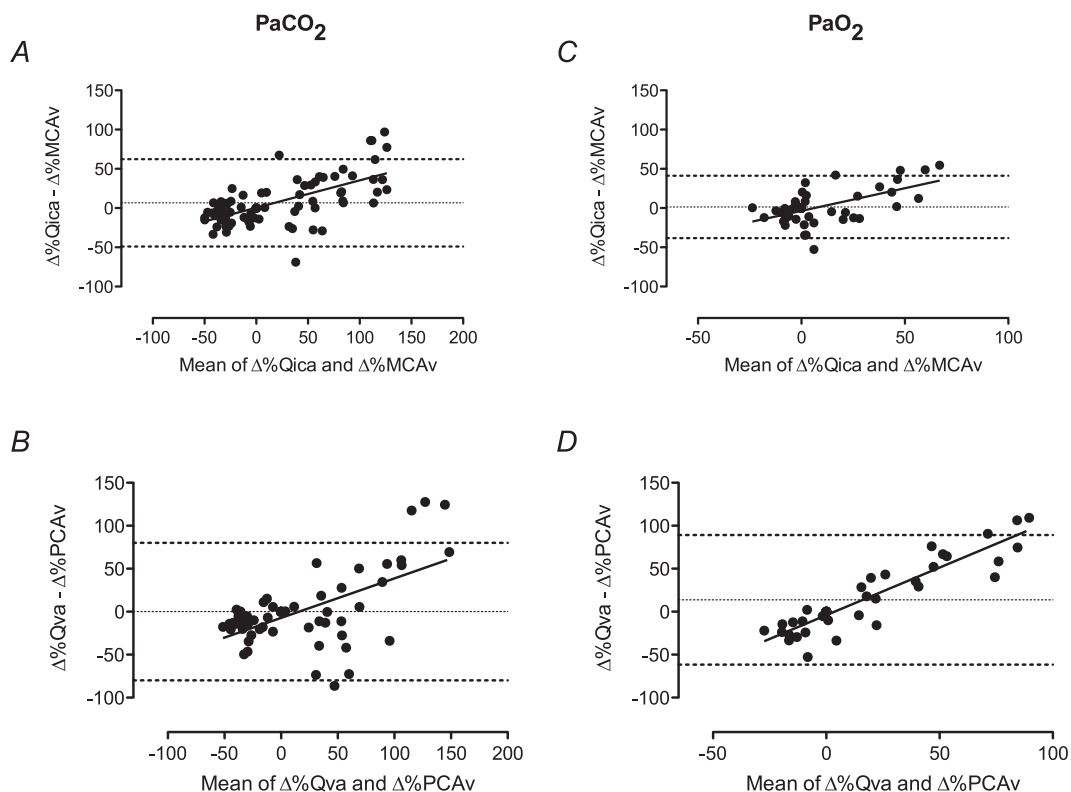 PaCO2
PaO2
A
Δ%Qica - Δ%MCAv
150
100
50
0
-50
-100
-100 -50 0 50 100 150 200
Mean of Δ%Qica and Δ%MCAv
C
Δ%Qica - Δ%MCAv
150
100
50
0
-50
-100
-50 0 50 100
Mean of Δ%Qica and Δ%MCAv
B
Δ%Qva - Δ%PCAv
150
100
50
0
-50
-100
-100 -50 0 50 100 150 200
Mean of Δ%Qva and Δ%PCAv
D
Δ%Qva - Δ%PCAv
150
100
50
0
-50
-100
-50 0 50 100
Mean of Δ%Qva and Δ%PCAv